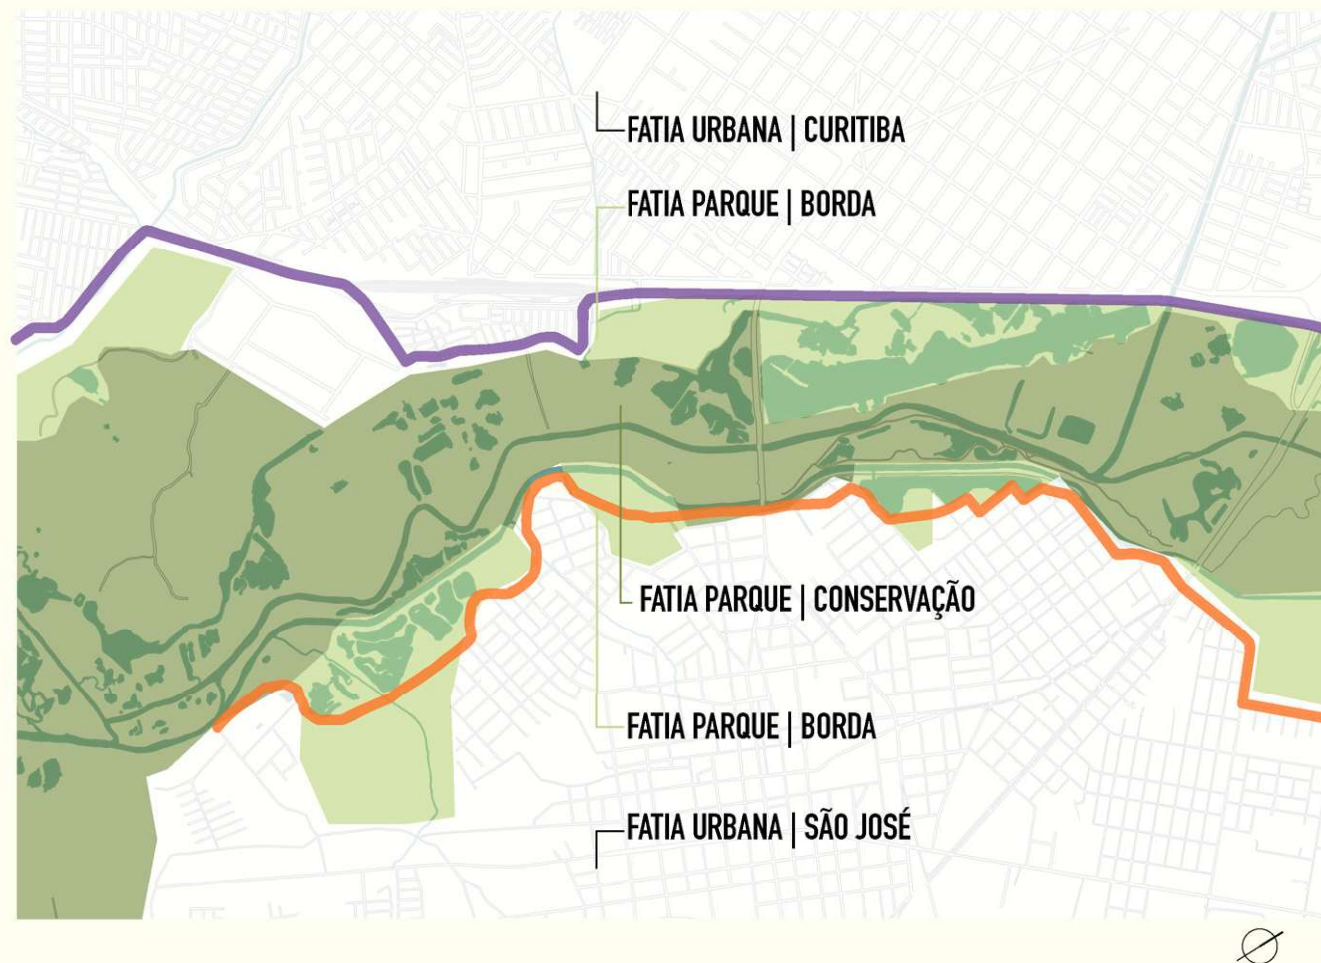 FATIA URBANA | CURITIBA
FATIA PARQUE | BORDA
FATIA PARQUE | CONSERVAÇÃO
FATIA PARQUE | BORDA
FATIA URBANA | SÃO JOSÉ